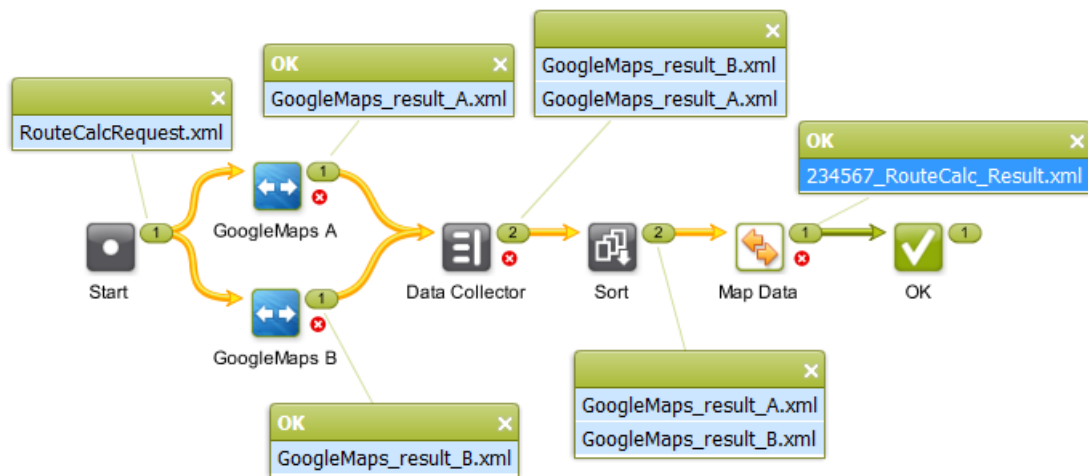 GoogleMaps_result_B.xml
GoogleMaps_result_A.xml
OK
GoogleMaps_result_A.xml
RouteCalcRequest.xml
OK
234567_RouteCalc_Result.xml
1
GoogleMaps A
1
Start
2
Data Collector
2
Sort
1
Map Data
1
OK
1
GoogleMaps B
GoogleMaps_result_A.xml
GoogleMaps_result_B.xml
OK
GoogleMaps_result_B.xml